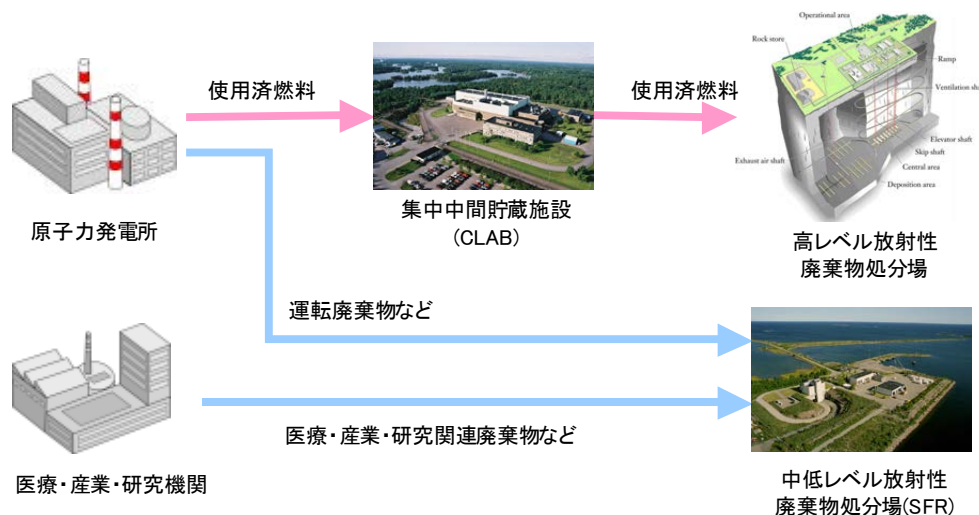 使用済燃料
使用済燃料
Operational area
Rock store
Ramp
Ventilation sha
Elevator shaft
Skip shaft
Central area
Exhaust air shaft
Deposition area
原子力発電所
集中中間貯蔵施設
(CLAB)
高レベル放射性
廃棄物処分場
運転廃棄物など
医療・産業・研究関連廃棄物など
医療・産業・研究機関
中低レベル放射性
廃棄物処分場(SFR)